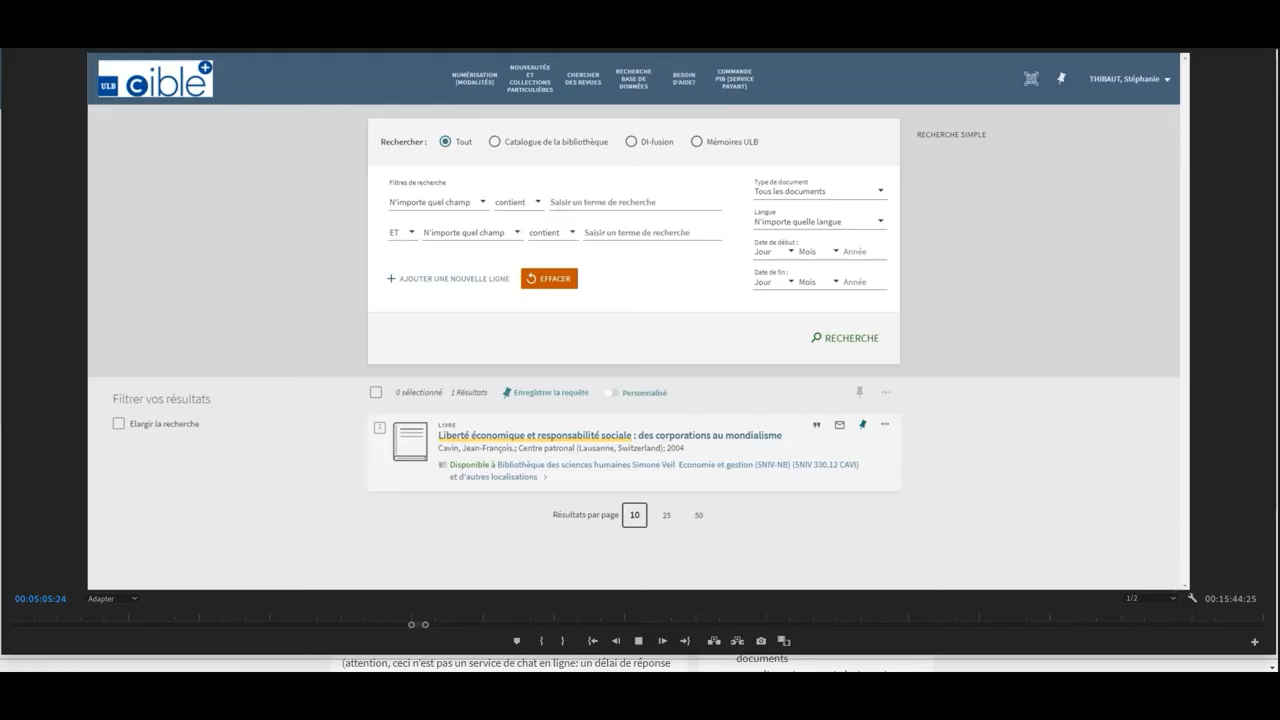 ULB cible+
NUMÉRISATION
(MODALITÉS)
NOUVEAUTÉS
ET
COLLECTIONS
PARTICULIÈRES
CHERCHER
DES REVUES
RECHERCHE
BASE DE
DONNÉES
BESOIN
D'AIDE?
COMMANDE
PIB (SERVICE
PAYANT)
THIBAUT, Stéphanie
Rechercher : Tout Catalogue de la bibliothèque DI-fusion Mémoires ULB
RECHERCHE SIMPLE
Filtres de recherche
N'importe quel champ contient Saisir un terme de recherche
ET N'importe quel champ contient Saisir un terme de recherche
+ AJOUTER UNE NOUVELLE LIGNE EFFACER
Type de document
Tous les documents
Langue
N'importe quelle langue
Date de début :
Jour Mois Année
Date de fin :
Jour Mois Année
RECHERCHE
Filtrer vos résultats
Elargir la recherche
0 sélectionné 1 Résultats Enregistrer la requête Personnalisé
1
LIVRE
Liberté économique et responsabilité sociale : des corporations au mondialisme
Cavin, Jean-François.; Centre patronal (Lausanne, Switzerland); 2004
Disponible à Bibliothèque des sciences humaines Simone Veil Economie et gestion (5NIV-NB) (5NIV 330.12 CAVI)
et d'autres localisations
Résultats par page 10 25 50
00:05:05:24 Adapter 1/2 00:15:44:25
(attention, ceci n'est pas un service de chat en ligne: un délai de réponse
documents